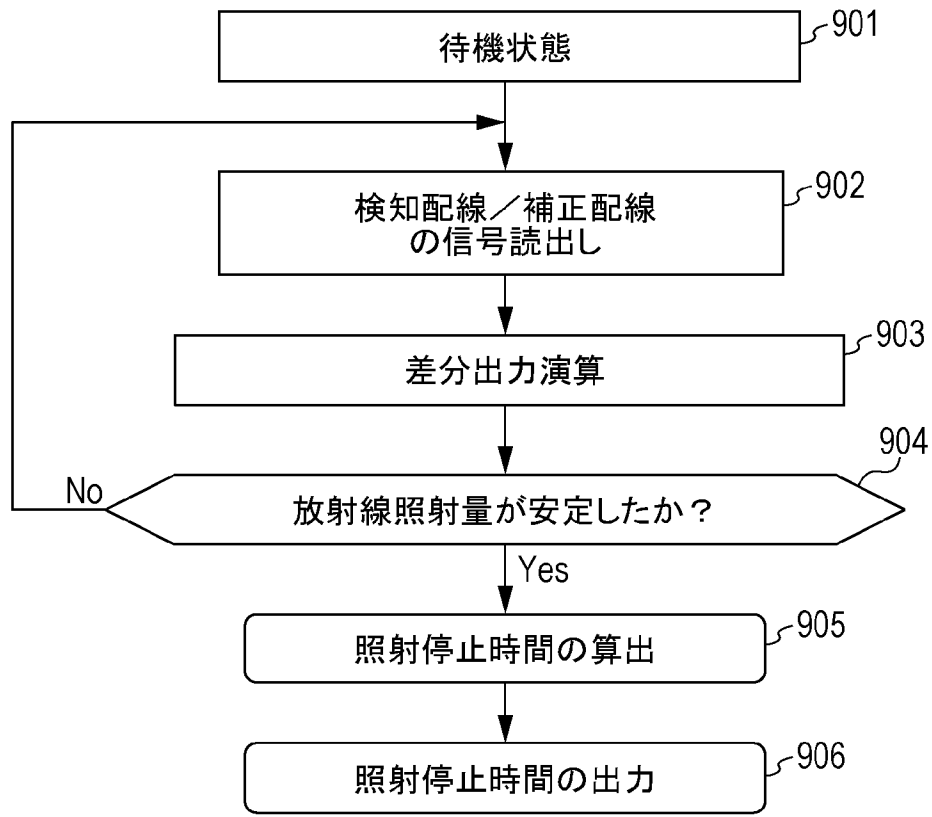 待機状態
901
検知配線／補正配線
の信号読出し
902
差分出力演算
903
放射線照射量が安定したか？
904
No
Yes
照射停止時間の算出
905
照射停止時間の出力
906